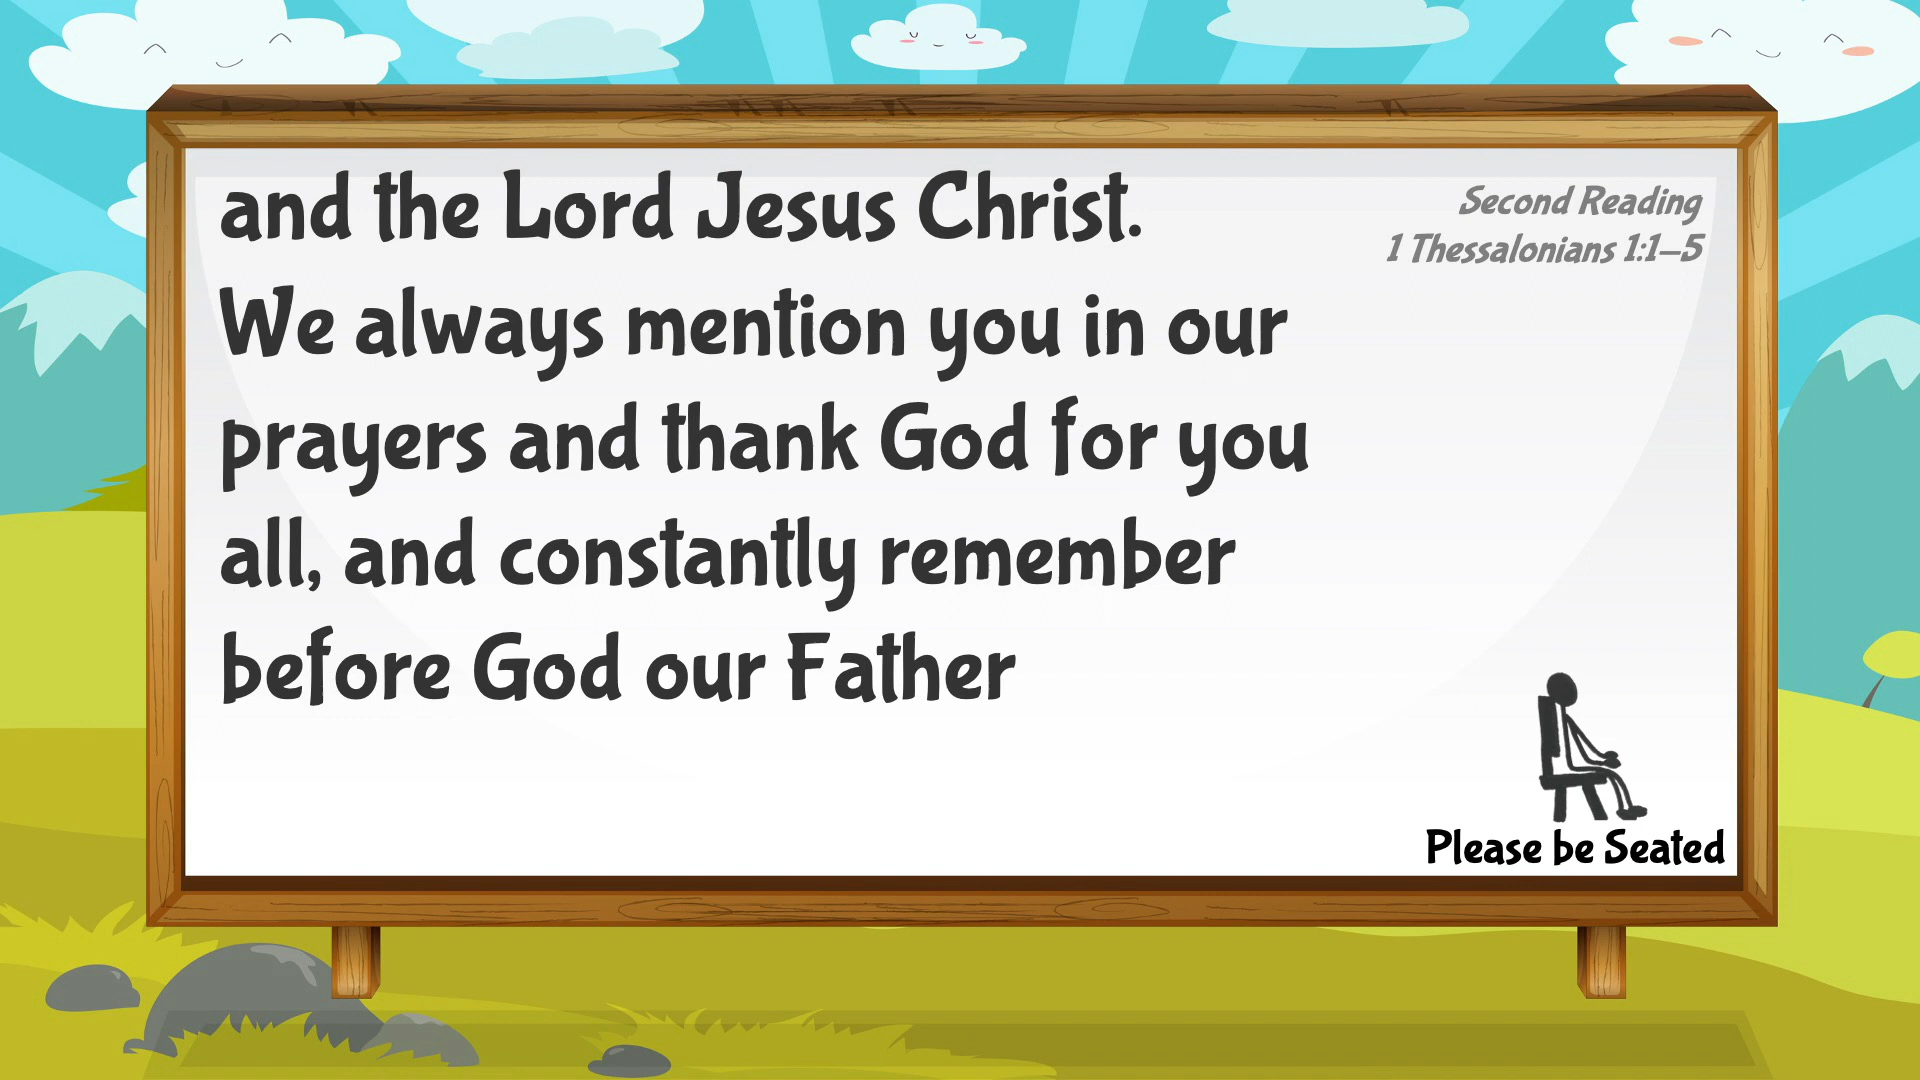 and the Lord Jesus Christ.
Second Reading
1 Thessalonians 1:1–5
We always mention you in our
prayers and thank God for you
all, and constantly remember
before God our Father
Please be Seated